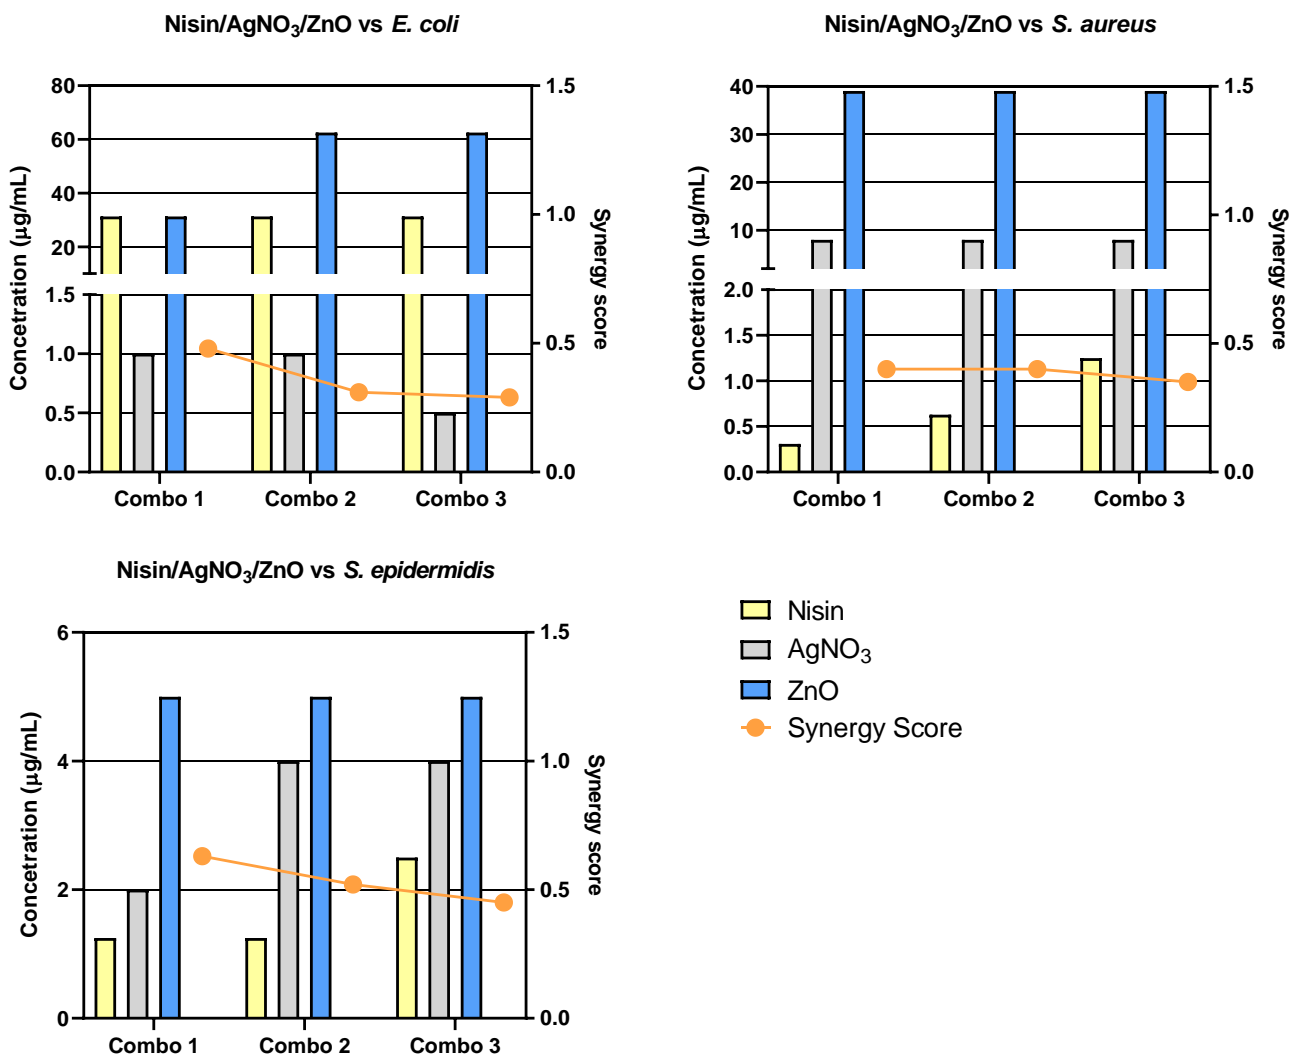 Nisin/AgNO₃/ZnO vs E. coli
Concetration (µg/mL)
80
60
40
20
1.5
1.0
0.5
0.0
1.5
1.0
0.5
0.0
Synergy score
Combo 1
Combo 2
Combo 3
Nisin/AgNO₃/ZnO vs S. aureus
Concetration (µg/mL)
40
30
20
10
2.0
1.5
1.0
0.5
0.0
1.5
1.0
0.5
0.0
Synergy score
Combo 1
Combo 2
Combo 3
Nisin/AgNO₃/ZnO vs S. epidermidis
Concetration (µg/mL)
6
4
2
0
1.5
1.0
0.5
0.0
Synergy score
Combo 1
Combo 2
Combo 3
Nisin
AgNO₃
ZnO
Synergy Score